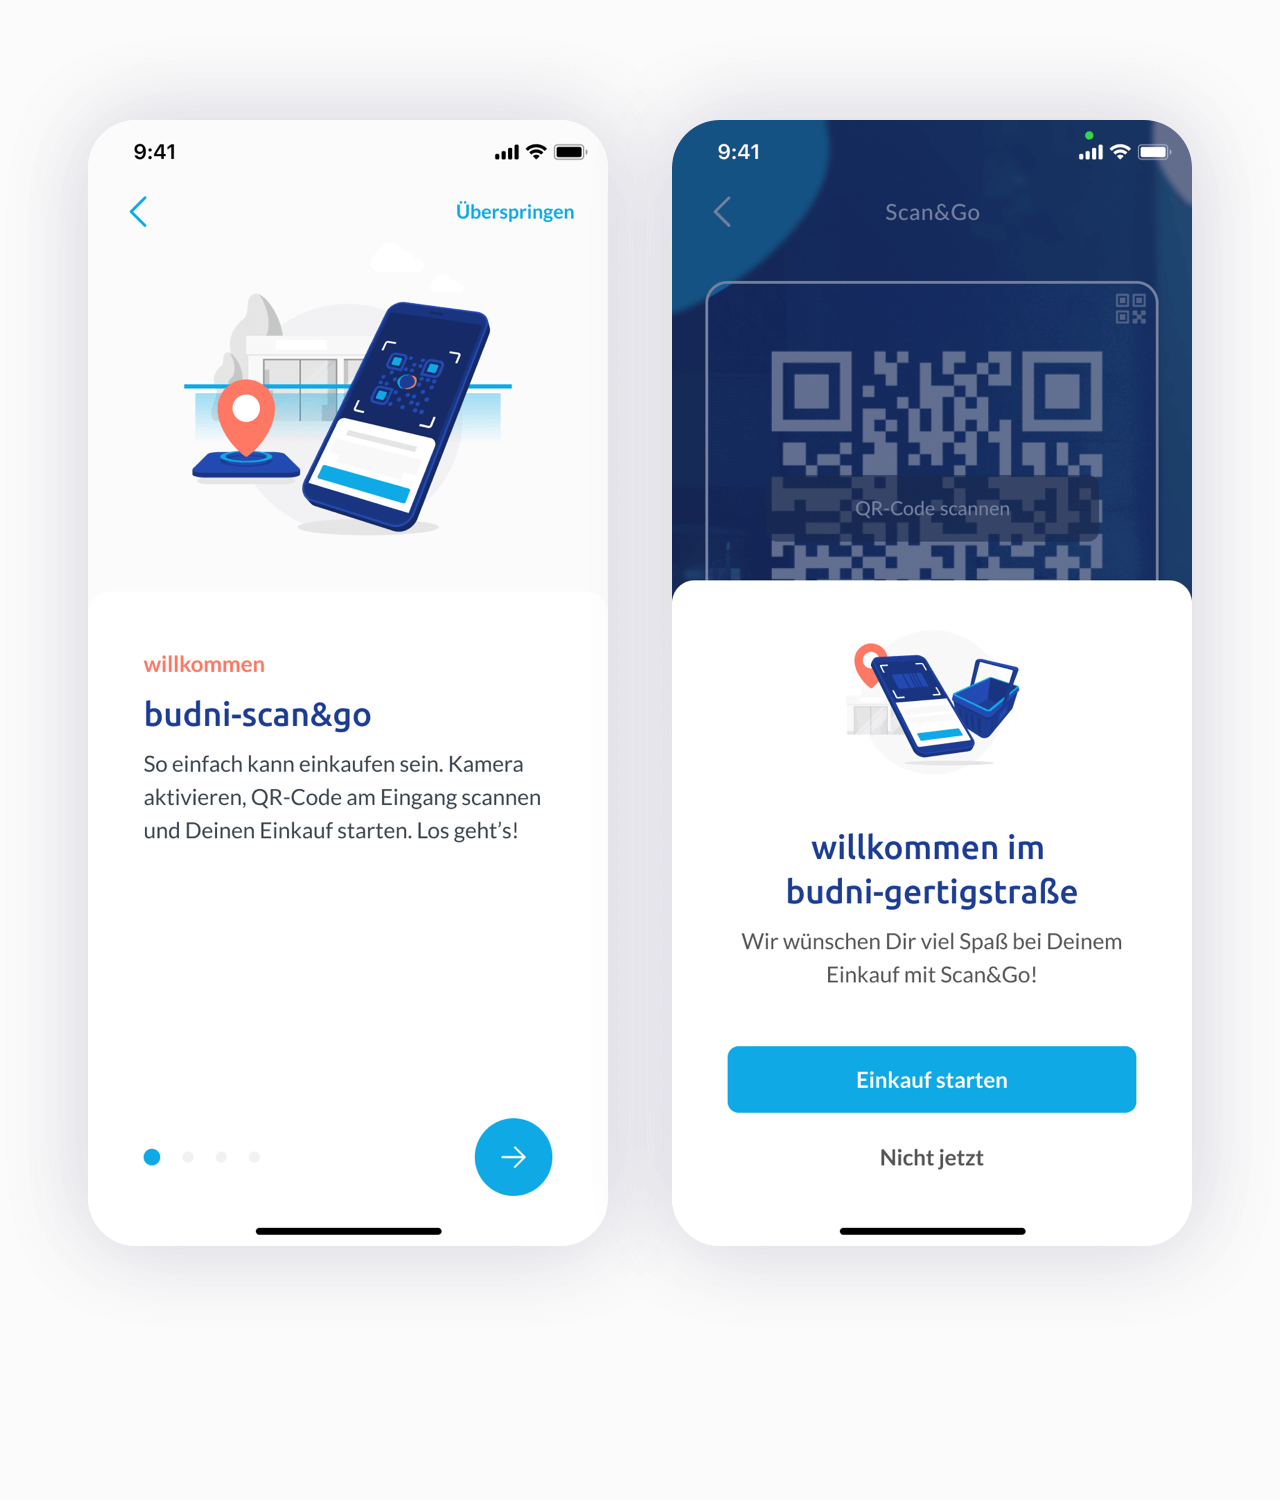 9:41
Überspringen
willkommen
budni-scan&go
So einfach kann einkaufen sein. Kamera
aktivieren, QR-Code am Eingang scannen
und Deinen Einkauf starten. Los geht’s!
9:41
Scan&Go
QR-Code scannen
willkommen im
budni-gertigstraße
Wir wünschen Dir viel Spaß bei Deinem
Einkauf mit Scan&Go!
Einkauf starten
Nicht jetzt